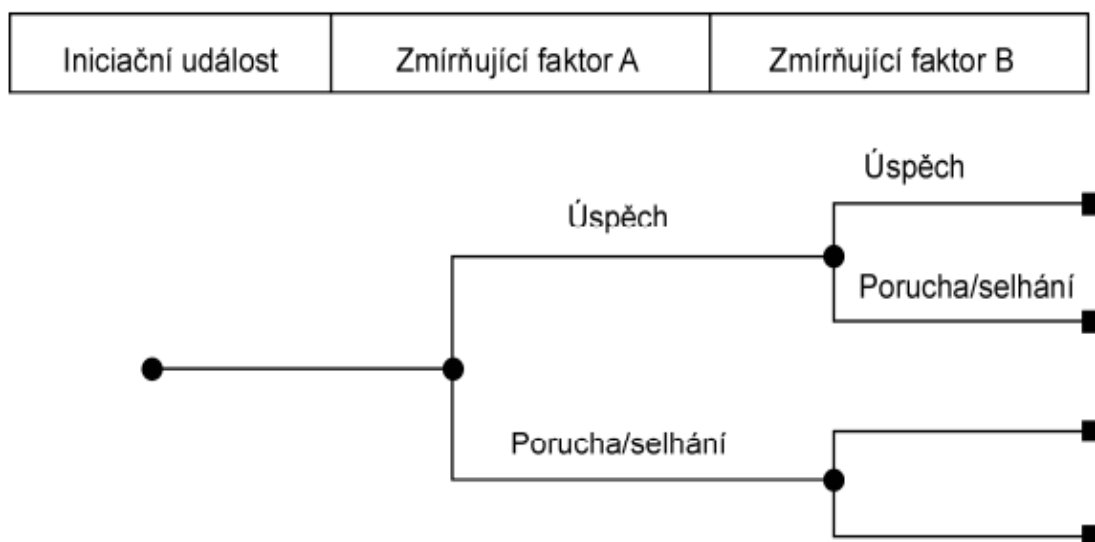 Iniciační událost
Zmírňující faktor A
Zmírňující faktor B
Úspěch
Úspěch
Porucha/selhání
Porucha/selhání